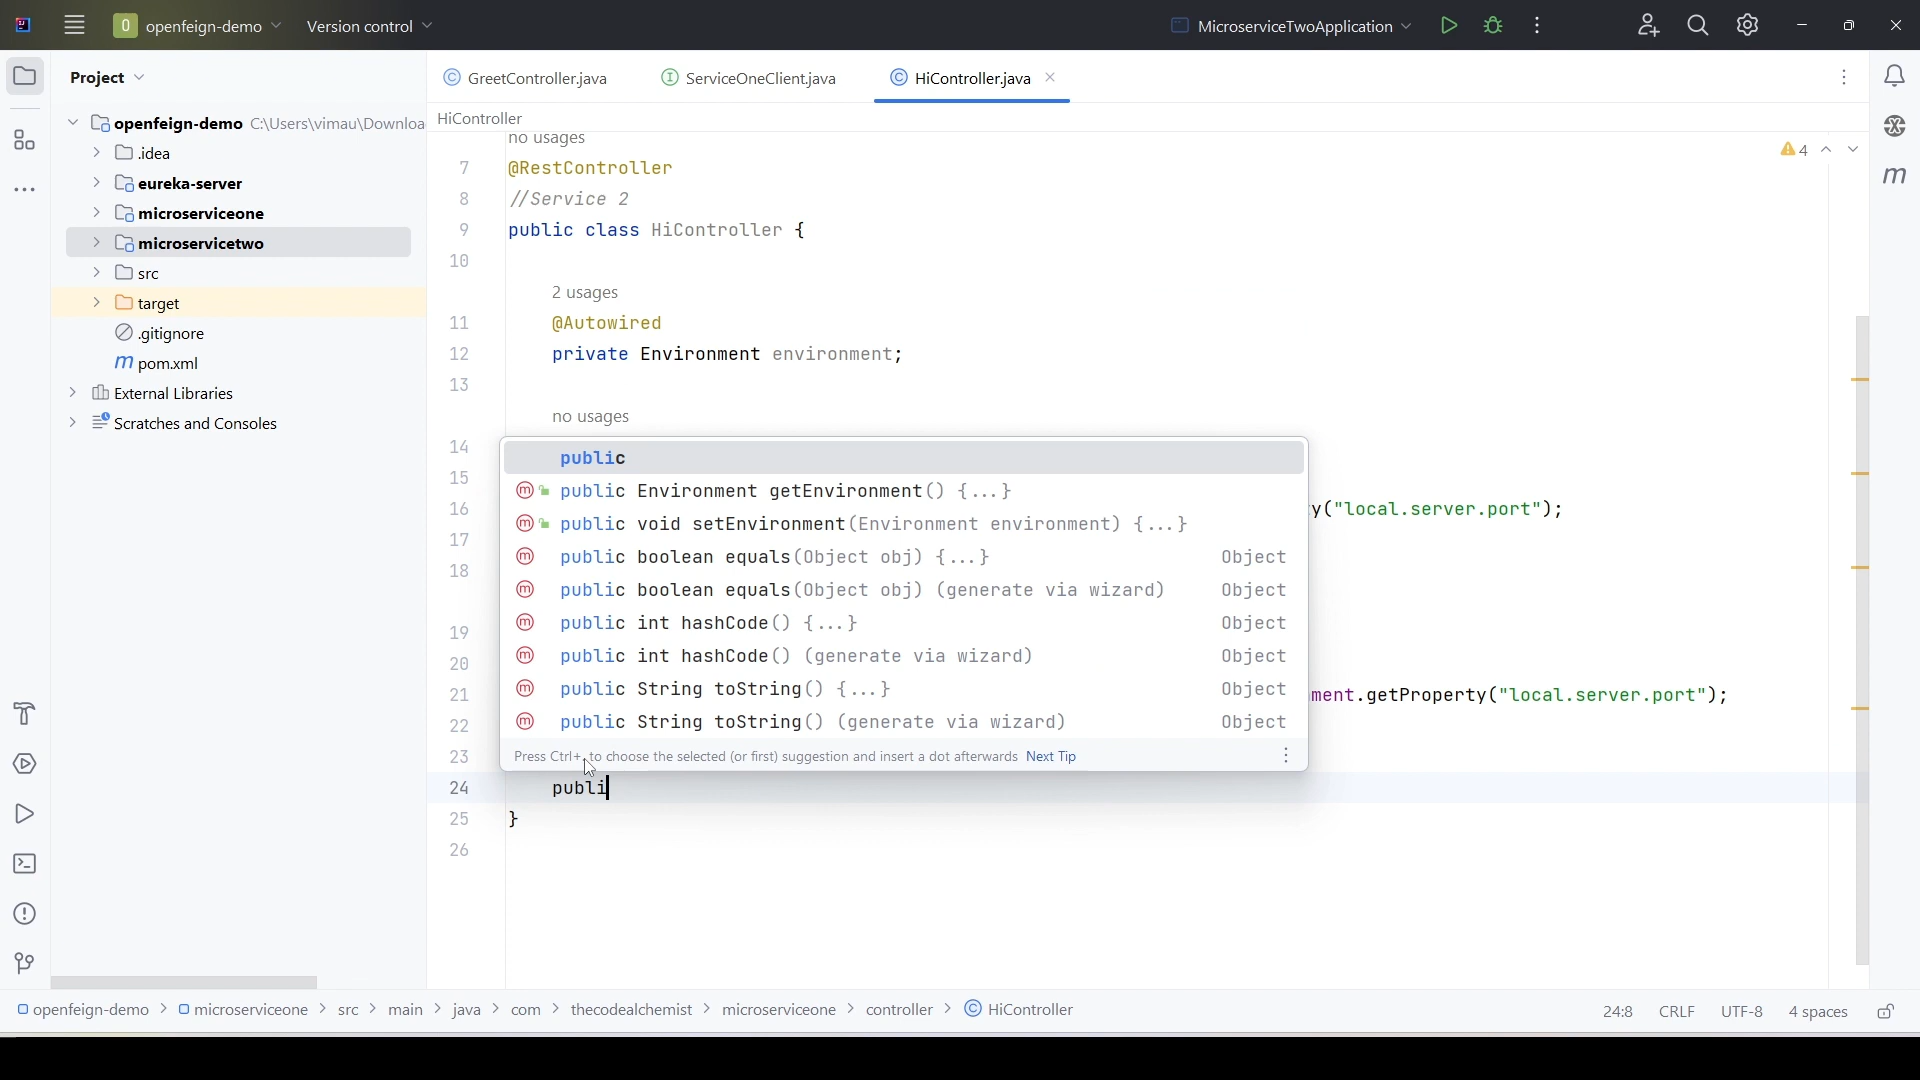 openfeign-demo
Version control
MicroserviceTwoApplication
Project
GreetController.java
ServiceOneClient.java
HiController.java
openfeign-demo C:\Users\vimau\Downloa
.idea
eureka-server
microserviceone
microservicetwo
src
target
.gitignore
m pom.xml
External Libraries
Scratches and Consoles
HiController
no usages
4
7 @RestController
8 //Service 2
9 public class HiController {
10
2 usages
11 @Autowired
12 private Environment environment;
13
no usages
14
15
16 y("local.server.port");
17
18
19
20
21 ment.getProperty("local.server.port");
22
23
public
public Environment getEnvironment() {...}
public void setEnvironment(Environment environment) {...}
public boolean equals(Object obj) {...} Object
public boolean equals(Object obj) (generate via wizard) Object
public int hashCode() {...} Object
public int hashCode() (generate via wizard) Object
public String toString() {...} Object
public String toString() (generate via wizard) Object
Press Ctrl+. to choose the selected (or first) suggestion and insert a dot afterwards Next Tip
24 publi
25 }
26
openfeign-demo > microserviceone > src > main > java > com > thecodealchemist > microserviceone > controller > HiController
24:8 CRLF UTF-8 4 spaces